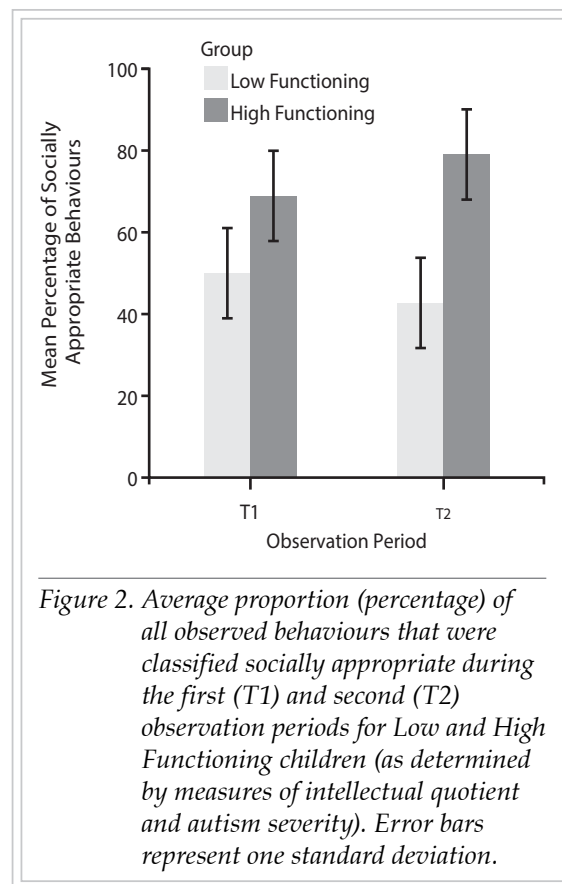 Group
Low Functioning
High Functioning
100
80
60
40
20
0
Mean Percentage of Socially
Appropriate Behaviours
T1
T2
Observation Period
Figure 2. Average proportion (percentage) of
all observed behaviours that were
classified socially appropriate during
the first (T1) and second (T2)
observation periods for Low and High
Functioning children (as determined
by measures of intellectual quotient
and autism severity). Error bars
represent one standard deviation.